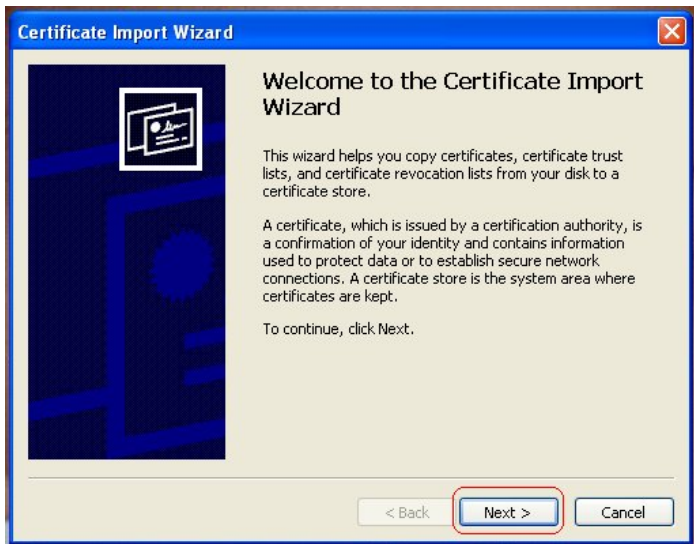 Certificate Import Wizard
Welcome to the Certificate Import
Wizard
This wizard helps you copy certificates, certificate trust
lists, and certificate revocation lists from your disk to a
certificate store.
A certificate, which is issued by a certification authority, is
a confirmation of your identity and contains information
used to protect data or to establish secure network
connections. A certificate store is the system area where
certificates are kept.
To continue, click Next.
< Back
Next >
Cancel